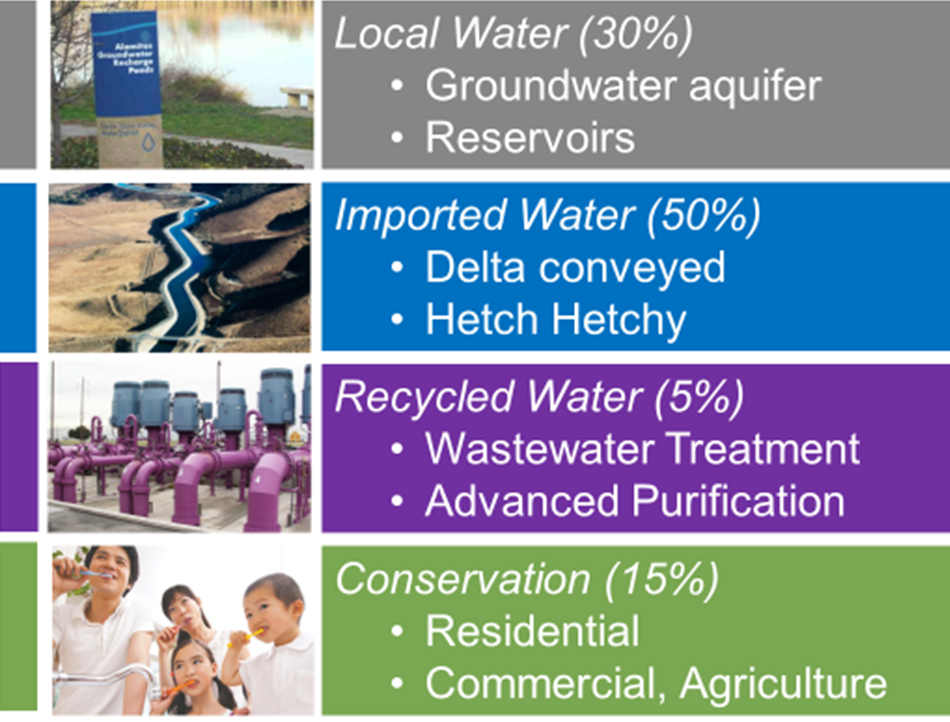 Alamitos
Groundwater
Recharge
Ponds
Local Water (30%)
• Groundwater aquifer
• Reservoirs
Imported Water (50%)
• Delta conveyed
• Hetch Hetchy
4
Recycled Water (5%)
• Wastewater Treatment
• Advanced Purification
Conservation (15%)
• Residential
• Commercial, Agriculture